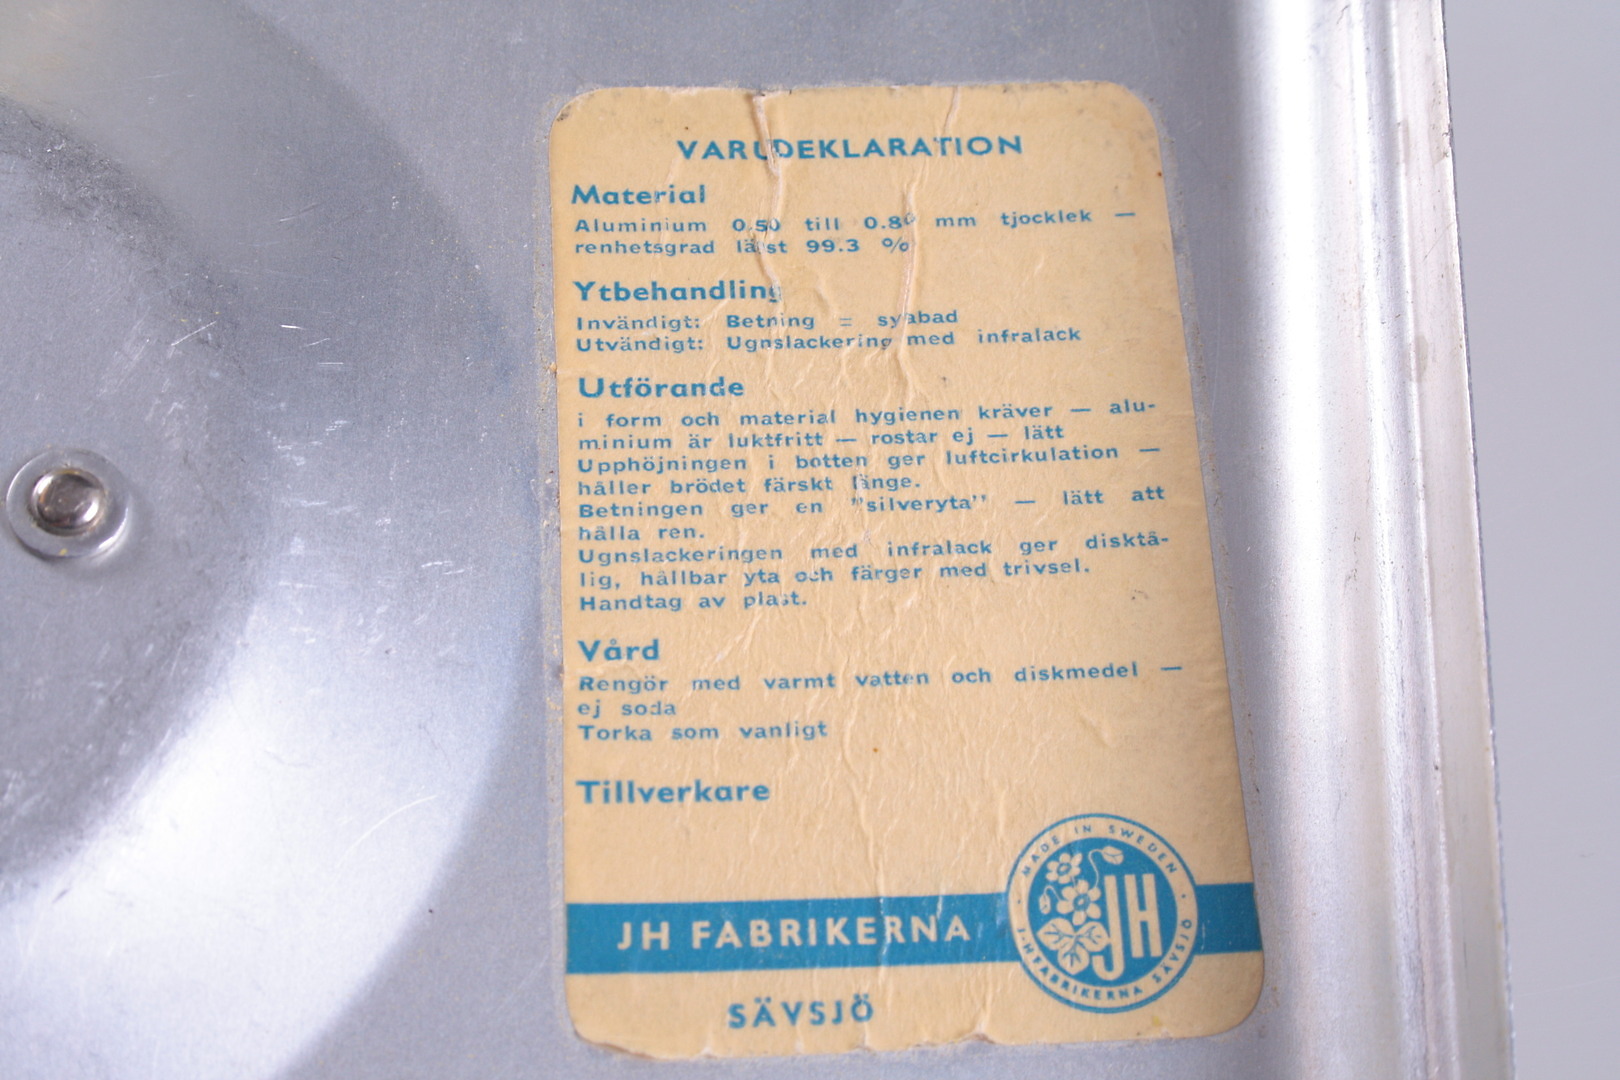 VARUDEKLARATION
Material
Aluminium 0.50 till 0.80 mm tjocklek —
renhetsgrad lägst 99.3 %
Ytbehandling
Invändigt: Betning = syrabad
Utvändigt: Ugnslackering med infralack
Utförande
i form och material hygienen kräver — alu-
minium är luktfritt — rostar ej — lätt
Upphöjningen i botten ger luftcirkulation —
håller brödet färskt länge.
Betningen ger en "silveryta" — lätt att
hålla ren.
Ugnslackeringen med infralack ger disktå-
lig, hållbar yta och färger med trivsel.
Handtag av plast.
Vård
Rengör med varmt vatten och diskmedel —
ej soda
Torka som vanligt
Tillverkare
MADE IN SWEDEN
JH
JH FABRIKERNA
J-H FABRIKERNA SÄVSJÖ
SÄVSJÖ